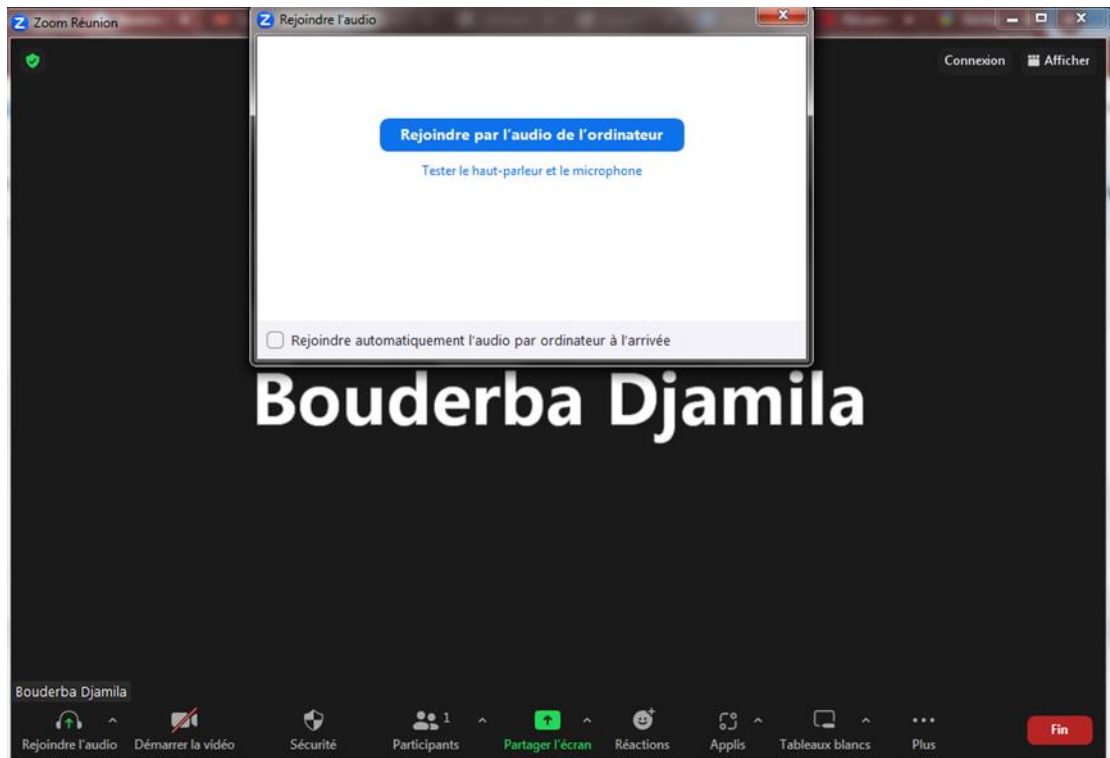 Zoom Réunion
Rejoindre l'audio
Connexion
Afficher
Rejoindre par l'audio de l'ordinateur
Tester le haut-parleur et le microphone
Rejoindre automatiquement l'audio par ordinateur à l'arrivée
Bouderba Djamila
Bouderba Djamila
1
Rejoindre l'audio Démarrer la vidéo Sécurité Participants Partager l'écran Réactions Applis Tableaux blancs Plus Fin